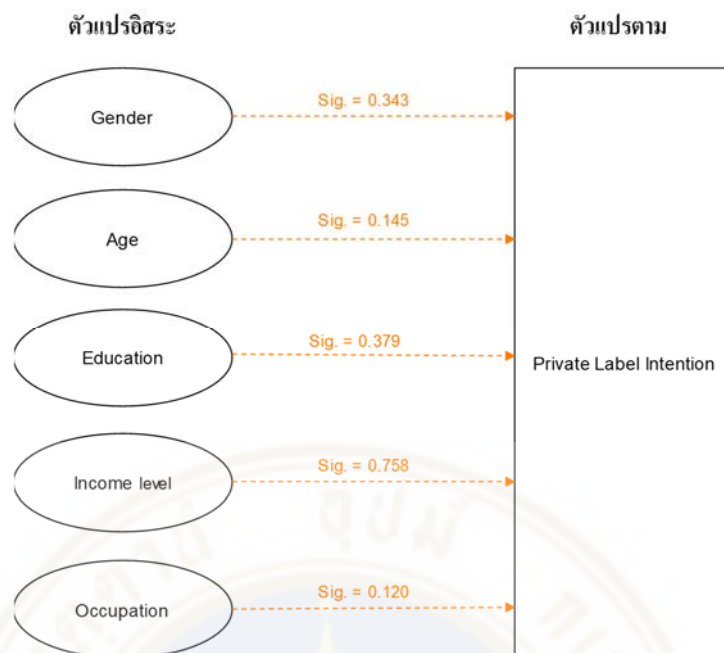 ตัวแปรอิสระ
ตัวแปรตาม
Gender
Sig. = 0.343
Age
Sig. = 0.145
Education
Sig. = 0.379
Private Label Intention
Income level
Sig. = 0.758
Occupation
Sig. = 0.120